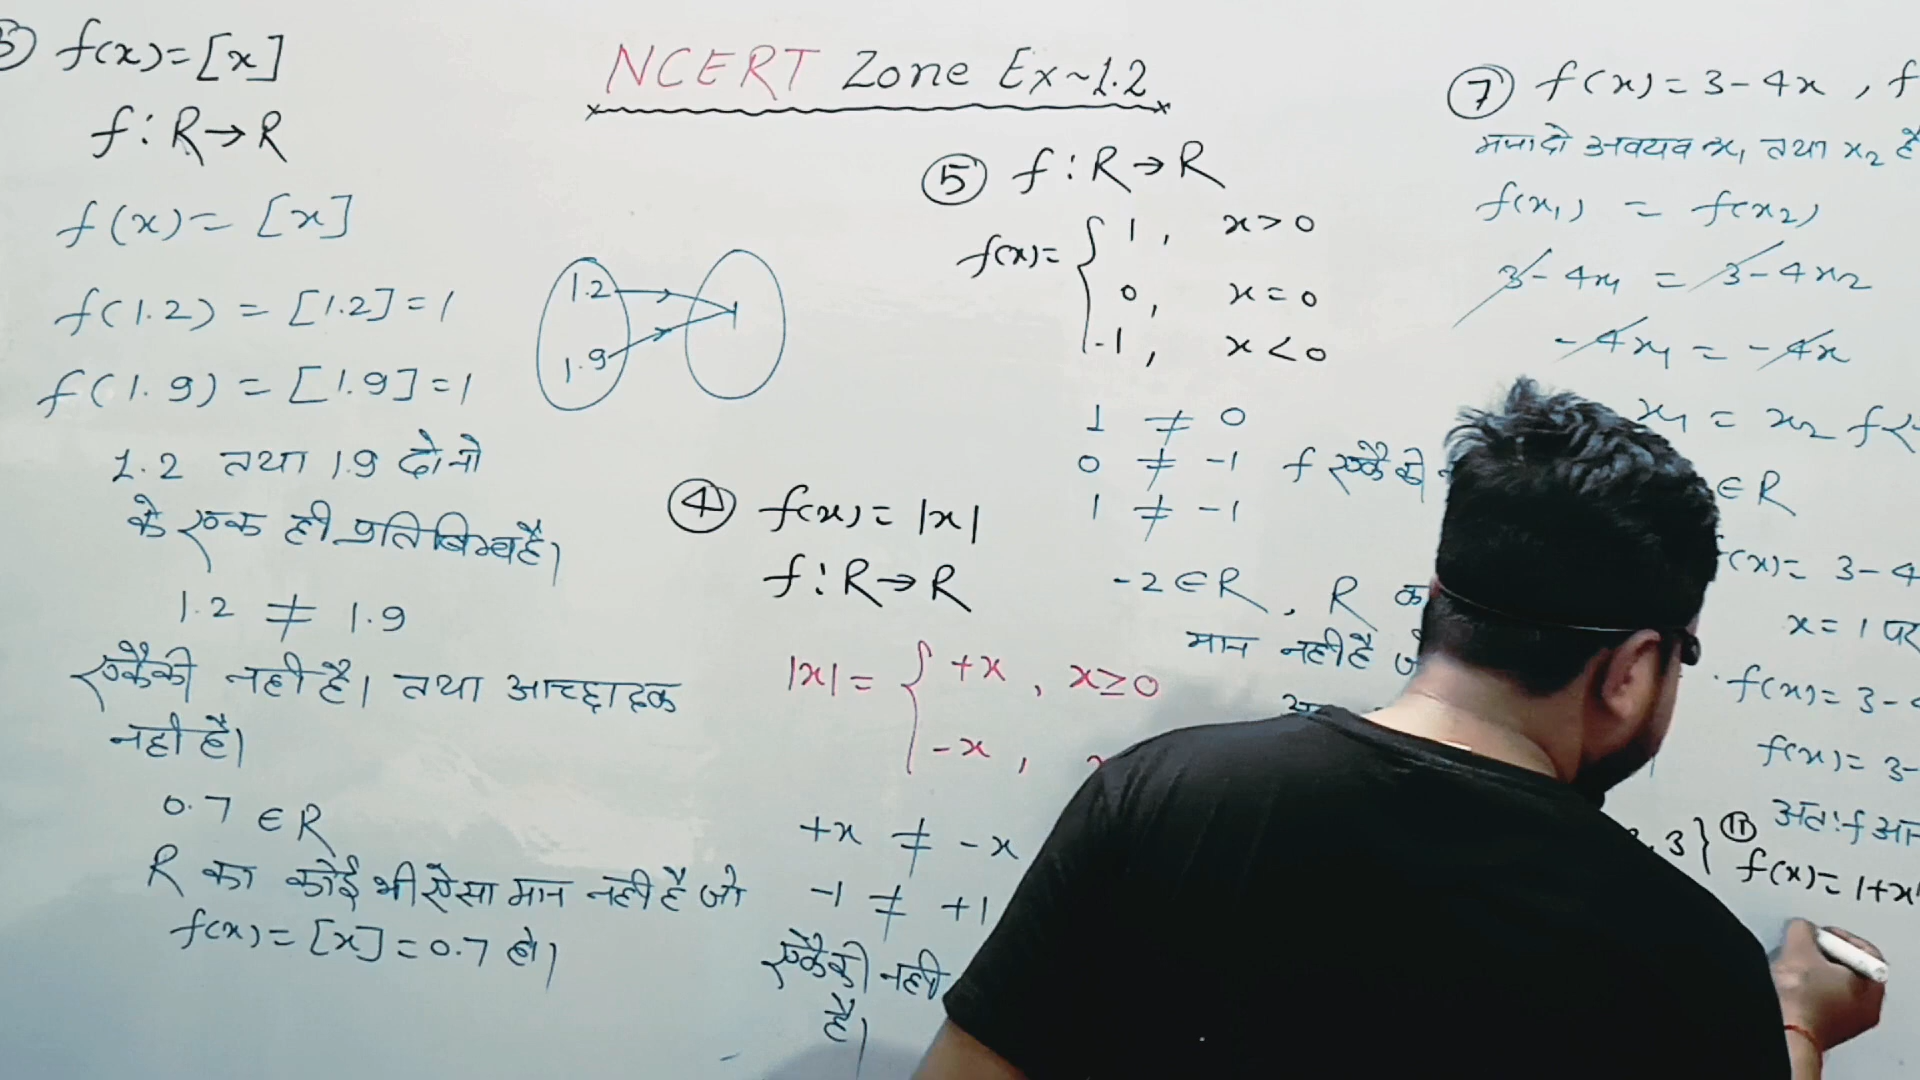 f(x)=[x]
f:R→R
f(x)=[x]
f(1.2)=[1.2]=1
f(1.9)=[1.9]=1
1.2 तथा 1.9 दोनो
के एक ही प्रतिबिम्ब है।
1.2 ≠ 1.9
एकैकी नही है। तथा आच्छादक
नही है।
0.7 ∈ R
R का कोई भी ऐसा मान नही है जो
f(x)=[x]=0.7 हो।
NCERT Zone Ex~1.2
1.2
1.9
1
④ f(x)=|x|
f:R→R
|x|= { +x, x≥0
-x,
+x ≠ -x
-1 ≠ +1
एकैकी नही
है।
⑤ f:R→R
f(x)= { 1, x>0
0, x=0
-1, x<0
1 ≠ 0
0 ≠ -1 f एकैकी
1 ≠ -1
-2∈R, R
मान नही है
⑦ f(x)=3-4x, f
माना दो अवयव x₁ तथा x₂ है
f(x₁) = f(x₂)
3-4x₁ = 3-4x₂
-4x₁ = -4x
x₁ = x₂ f
∈R
(x)= 3-4
x=1 पर
f(x)=3-
f(x)=3-
अतः f
3} ⑪
f(x)=1+x